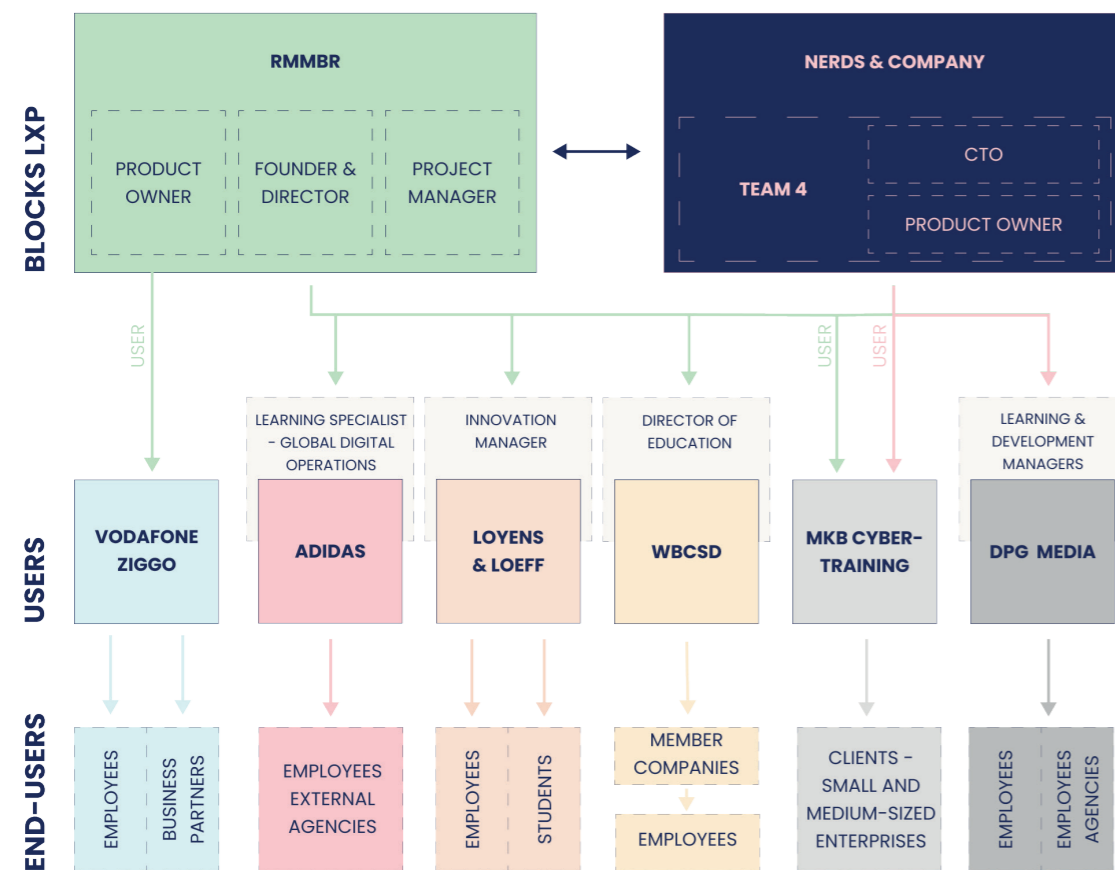 BLOCKS LXP
RMMBR
PRODUCT
OWNER
FOUNDER &
DIRECTOR
PROJECT
MANAGER
NERDS & COMPANY
TEAM 4
CTO
PRODUCT OWNER
USER
USER
USER
USERS
LEARNING SPECIALIST
- GLOBAL DIGITAL
OPERATIONS
INNOVATION
MANAGER
DIRECTOR OF
EDUCATION
LEARNING &
DEVELOPMENT
MANAGERS
VODAFONE
ZIGGO
ADIDAS
LOYENS
& LOEFF
WBCSD
MKB CYBER-
TRAINING
DPG MEDIA
END-USERS
EMPLOYEES
BUSINESS
PARTNERS
EMPLOYEES
EXTERNAL
AGENCIES
EMPLOYEES
STUDENTS
MEMBER
COMPANIES
EMPLOYEES
CLIENTS -
SMALL AND
MEDIUM-SIZED
ENTERPRISES
EMPLOYEES
EMPLOYEES
AGENCIES